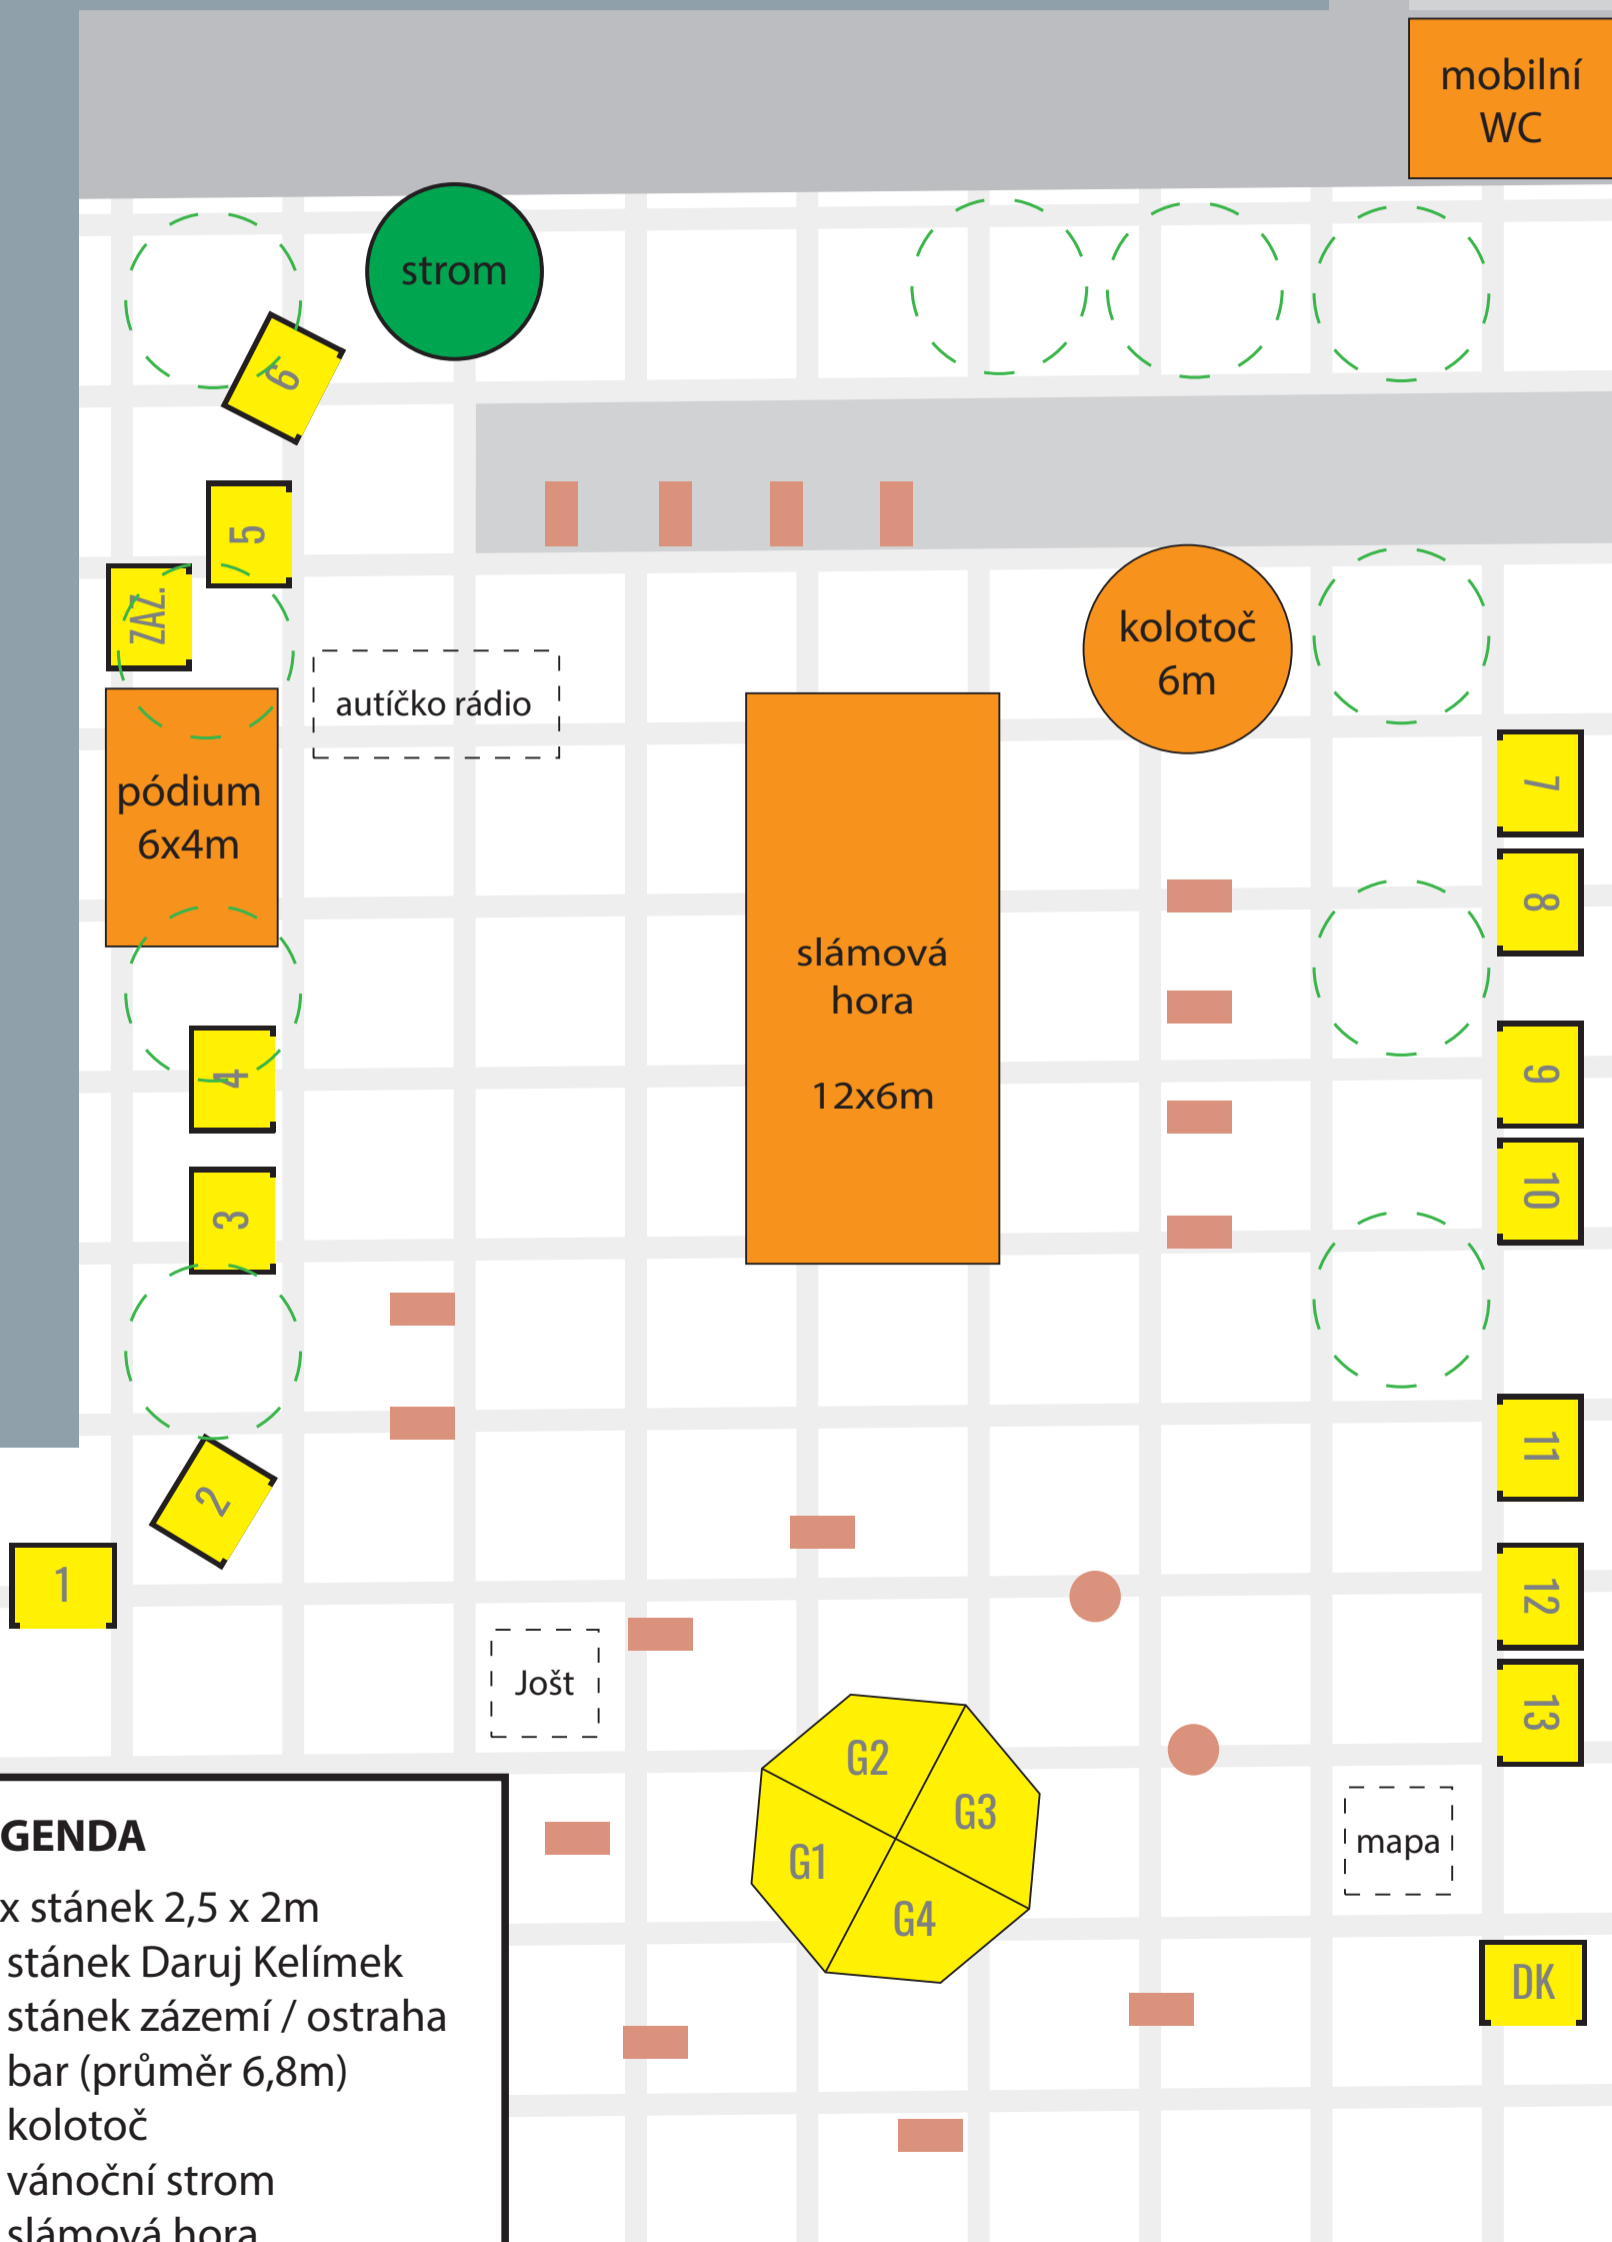 mobilní
WC
strom
6
5
ZÁZ.
autíčko rádio
kolotoč
6m
pódium
6x4m
7
8
slámová
hora
12x6m
4
9
3
10
11
2
1
12
Jošt
13
G2
G3
G1
G4
mapa
DK
GENDA
x stánek 2,5 x 2m
stánek Daruj Kelímek
stánek zázemí / ostraha
bar (průměr 6,8m)
kolotoč
vánoční strom
slámová hora